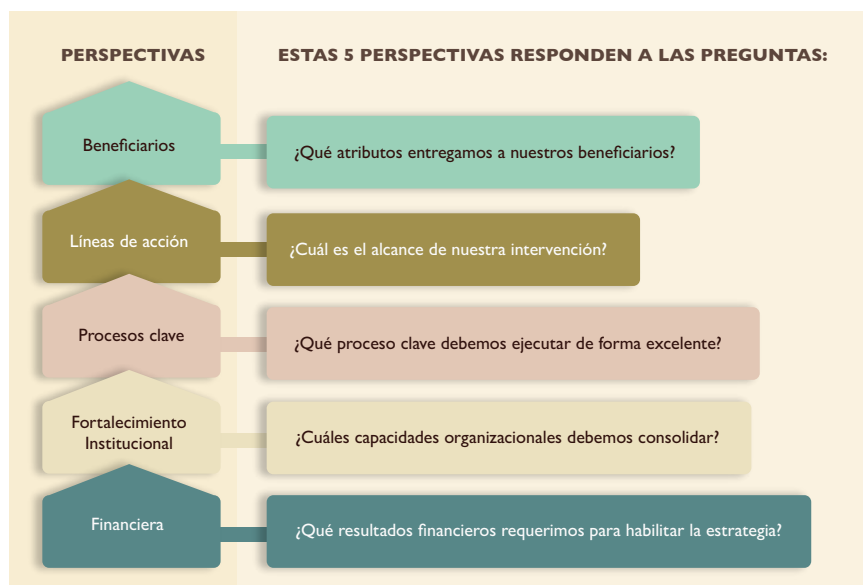 PERSPECTIVAS
ESTAS 5 PERSPECTIVAS RESPONDEN A LAS PREGUNTAS:
Beneficiarios
¿Qué atributos entregamos a nuestros beneficiarios?
Líneas de acción
¿Cuál es el alcance de nuestra intervención?
Procesos clave
¿Qué proceso clave debemos ejecutar de forma excelente?
Fortalecimiento
Institucional
¿Cuáles capacidades organizacionales debemos consolidar?
Financiera
¿Qué resultados financieros requerimos para habilitar la estrategia?